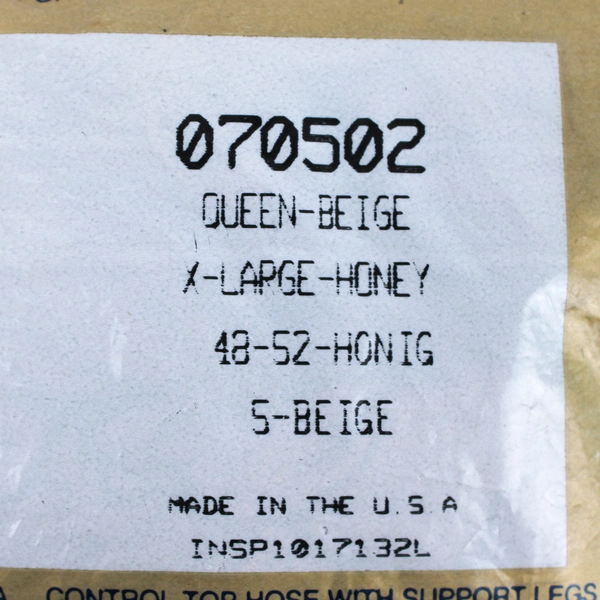 070502
QUEEN-BEIGE
X-LARGE-HONEY
48-52-HONIG
5-BEIGE
MADE IN THE U.S.A
INSP1017132L
CONTROL TOP HOSE WITH SUPPORT LEGS